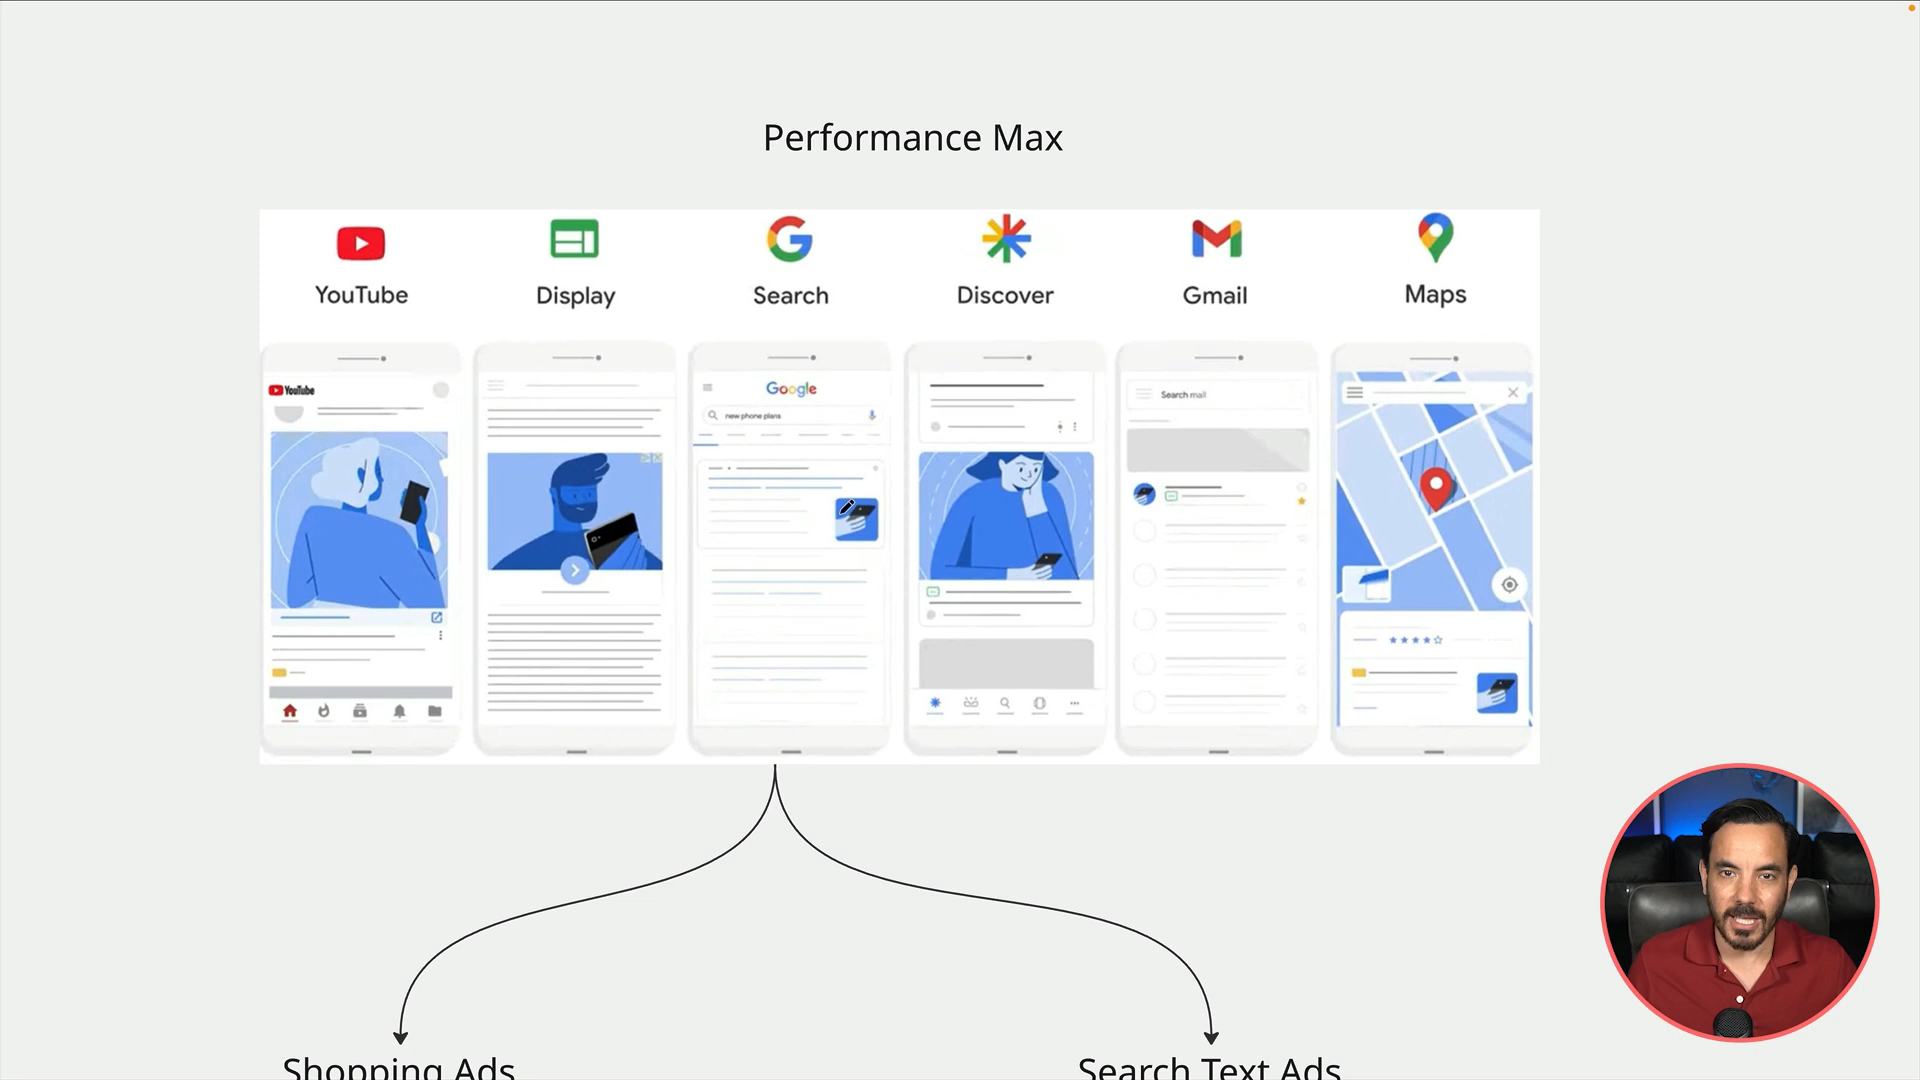 Performance Max
YouTube
Display
Search
Discover
Gmail
Maps
YouTube
Google
new phone plans
Search mail
Shopping Ads
Search Text Ads